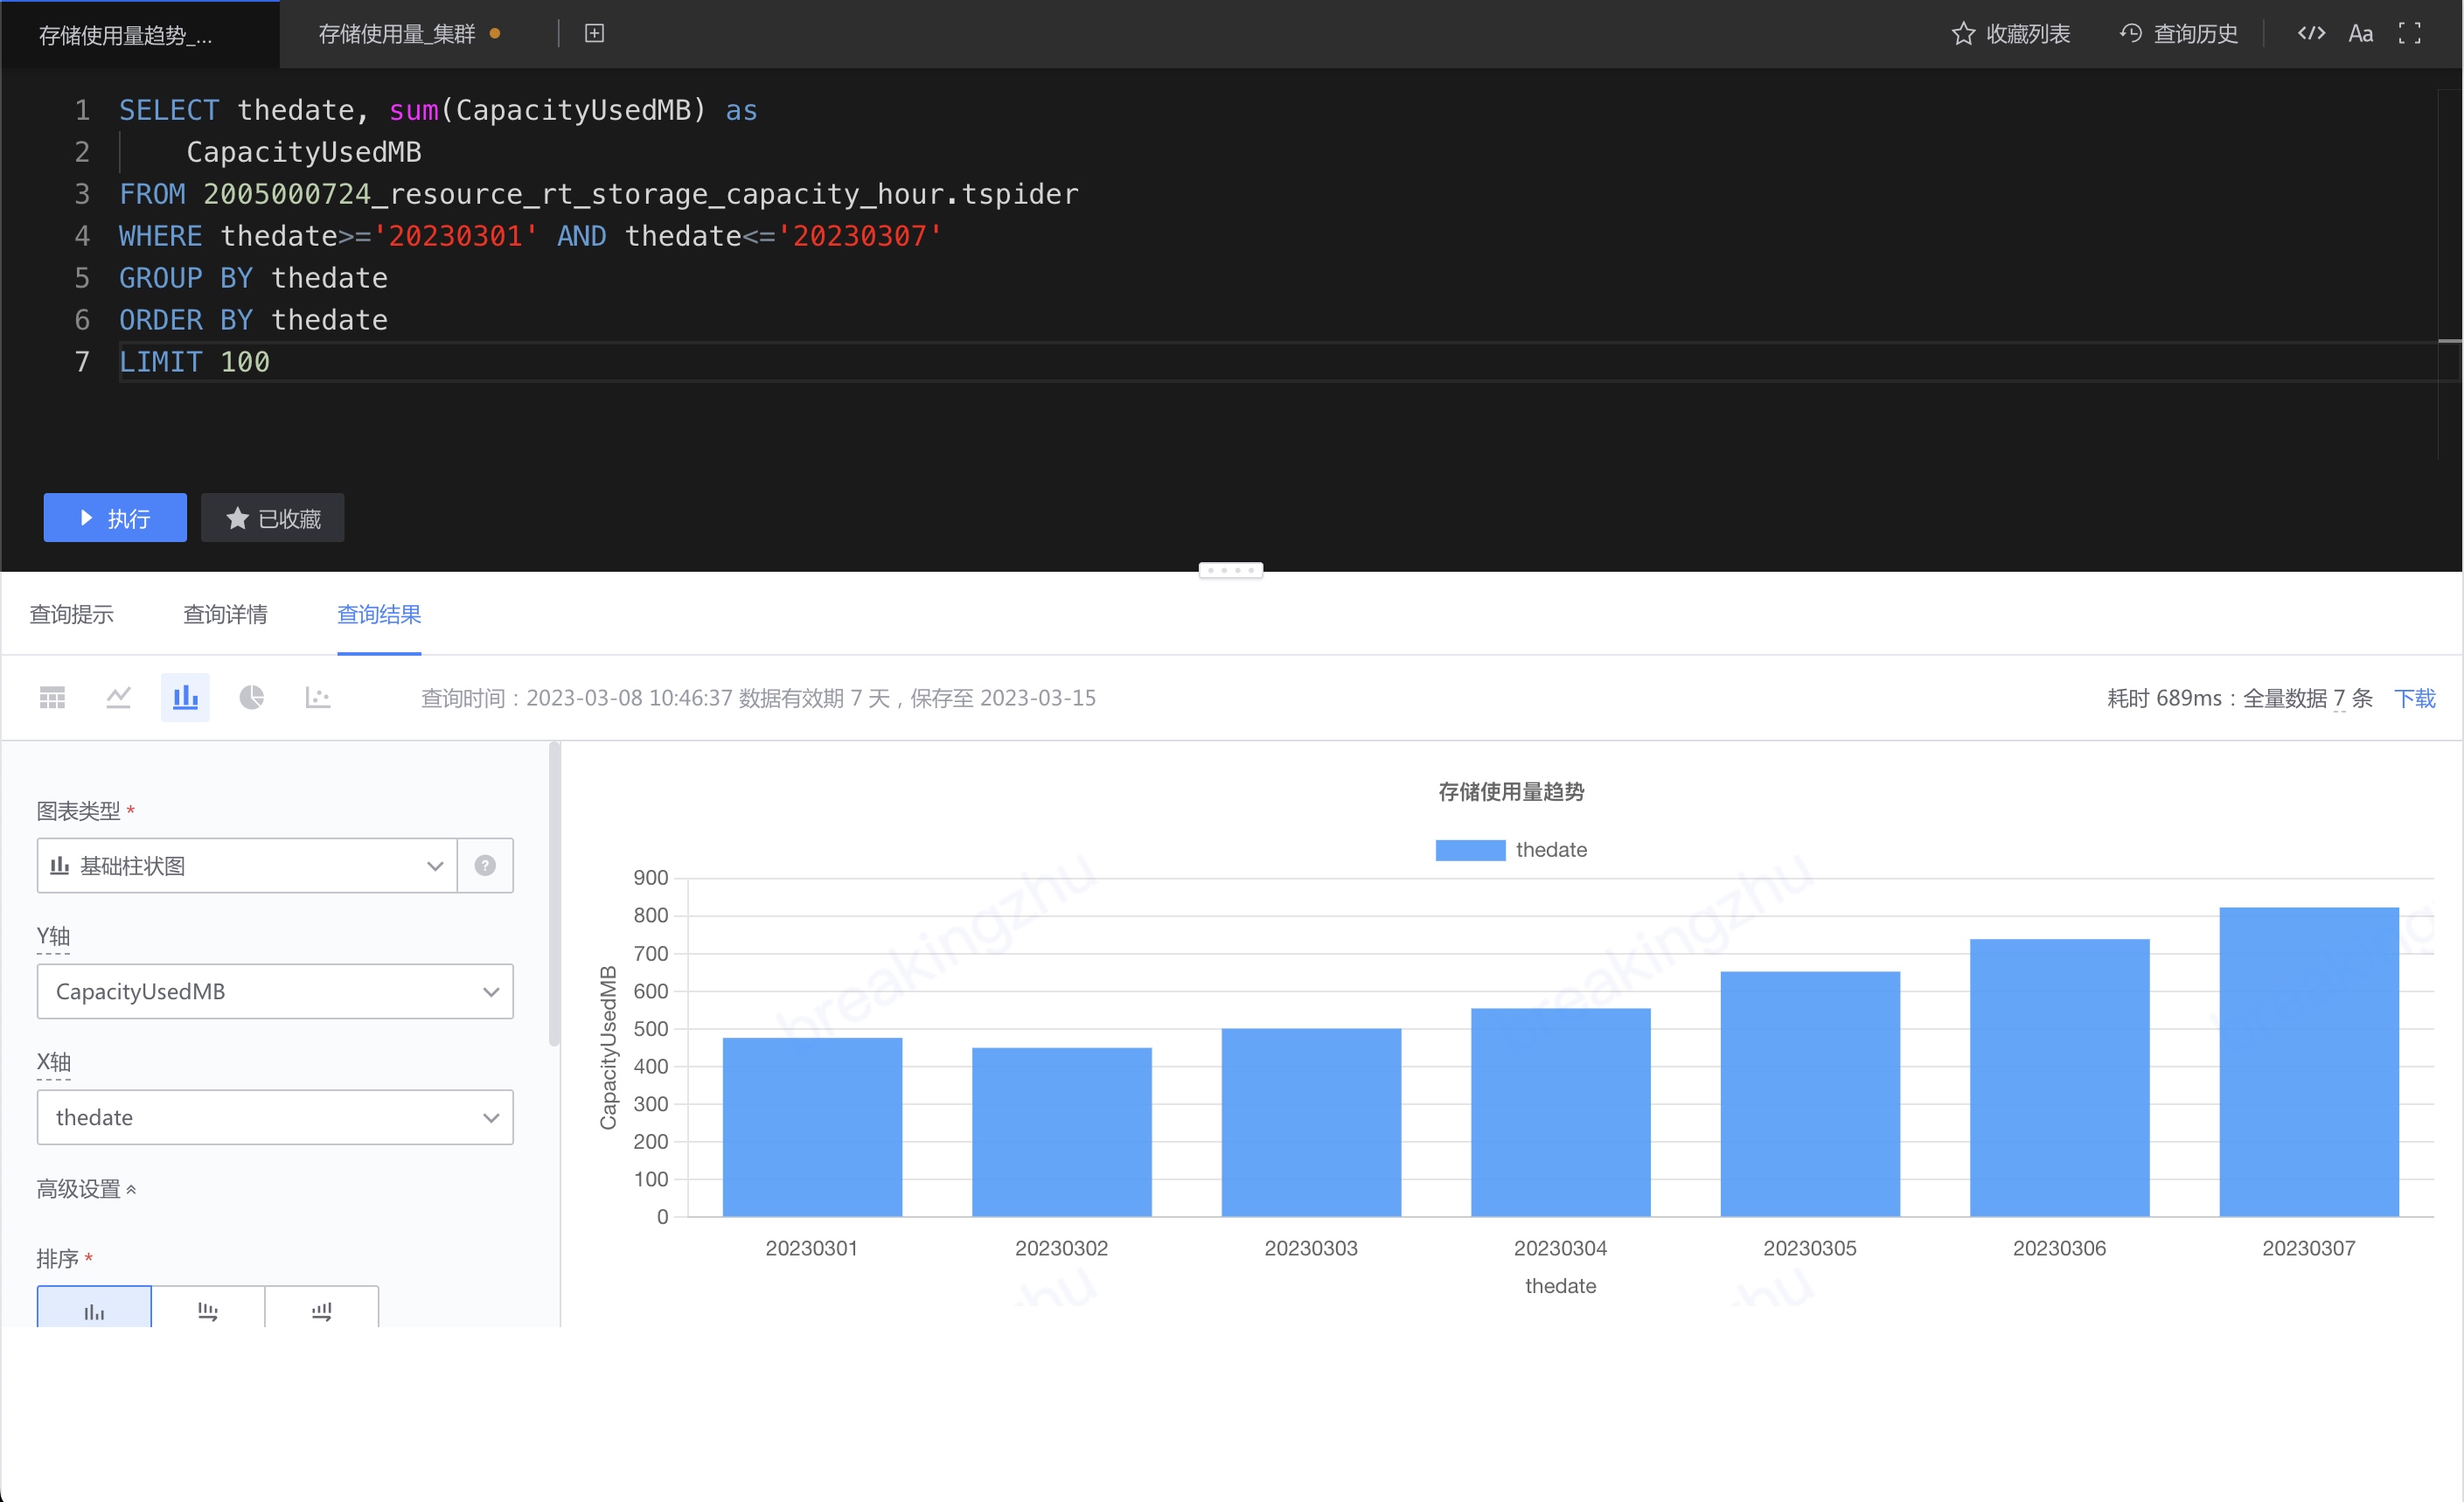 存储使用量趋势_...
存储使用量_集群
收藏列表
查询历史
</>
Aa
1 SELECT thedate, sum(CapacityUsedMB) as
2 CapacityUsedMB
3 FROM 2005000724_resource_rt_storage_capacity_hour.tspider
4 WHERE thedate>='20230301' AND thedate<='20230307'
5 GROUP BY thedate
6 ORDER BY thedate
7 LIMIT 100
执行
已收藏
查询提示
查询详情
查询结果
查询时间：2023-03-08 10:46:37 数据有效期 7 天，保存至 2023-03-15
耗时 689ms：全量数据 7 条 下载
图表类型 *
基础柱状图
?
Y轴
CapacityUsedMB
X轴
thedate
高级设置
排序 *
存储使用量趋势
thedate
CapacityUsedMB
900
800
700
600
500
400
300
200
100
0
20230301
20230302
20230303
20230304
20230305
20230306
20230307
thedate
breakingzhu
breakingzhu